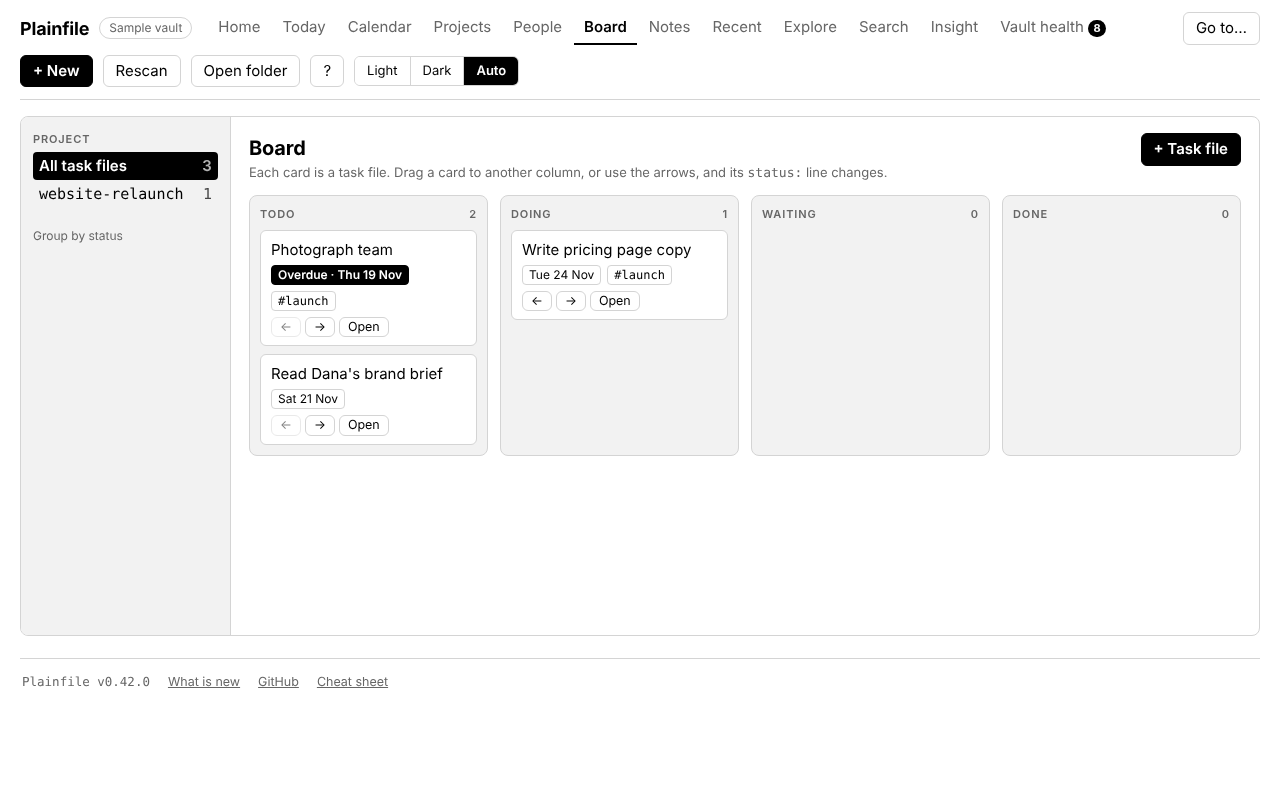 Plainfile Sample vault Home Today Calendar Projects People Board Notes Recent Explore Search Insight Vault health 8 Go to...
+ New Rescan Open folder ? Light Dark Auto
PROJECT
All task files 3
website-relaunch 1
Group by status
Board
+ Task file
Each card is a task file. Drag a card to another column, or use the arrows, and its status: line changes.
TODO 2
Photograph team
Overdue · Thu 19 Nov
#launch
← → Open
Read Dana's brand brief
Sat 21 Nov
← → Open
DOING 1
Write pricing page copy
Tue 24 Nov #launch
← → Open
WAITING 0
DONE 0
Plainfile v0.42.0 What is new GitHub Cheat sheet